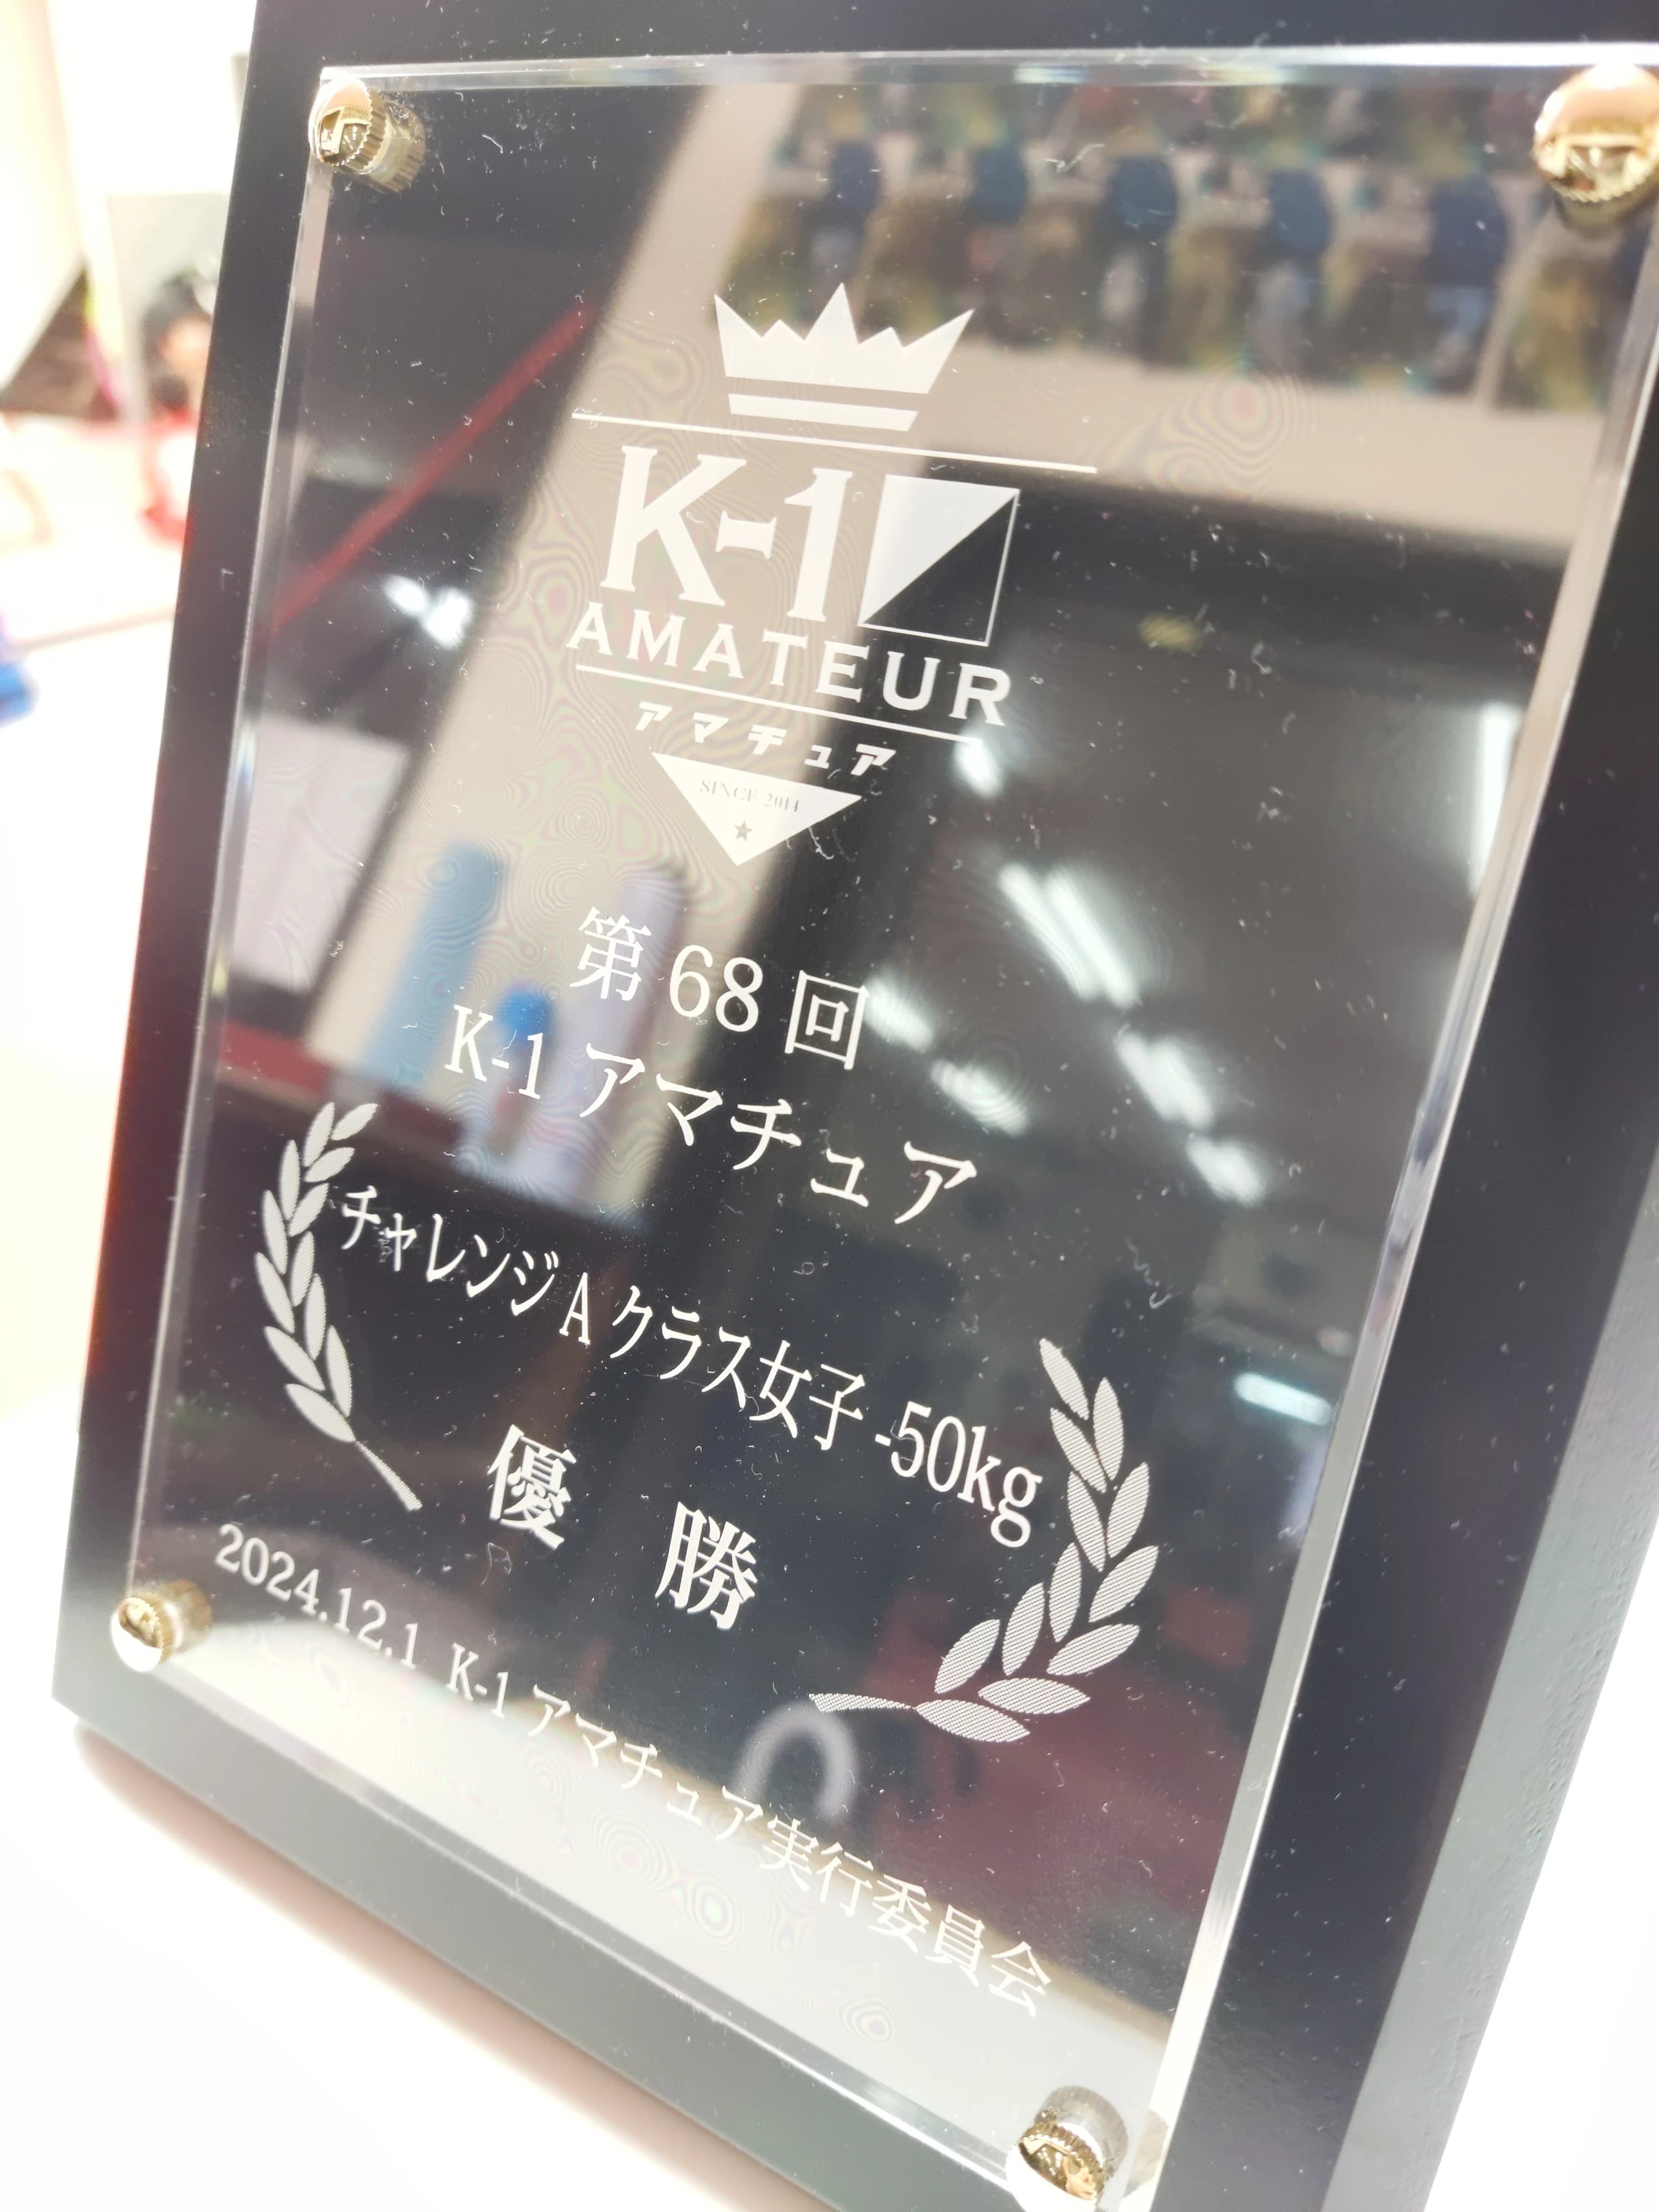 K-1
AMATEUR
アマチュア
SINCE 2014
第68回
K-1 アマチュア
チャレンジAクラス女子 -50kg
優 勝
2024.12.1 K-1 アマチュア実行委員会